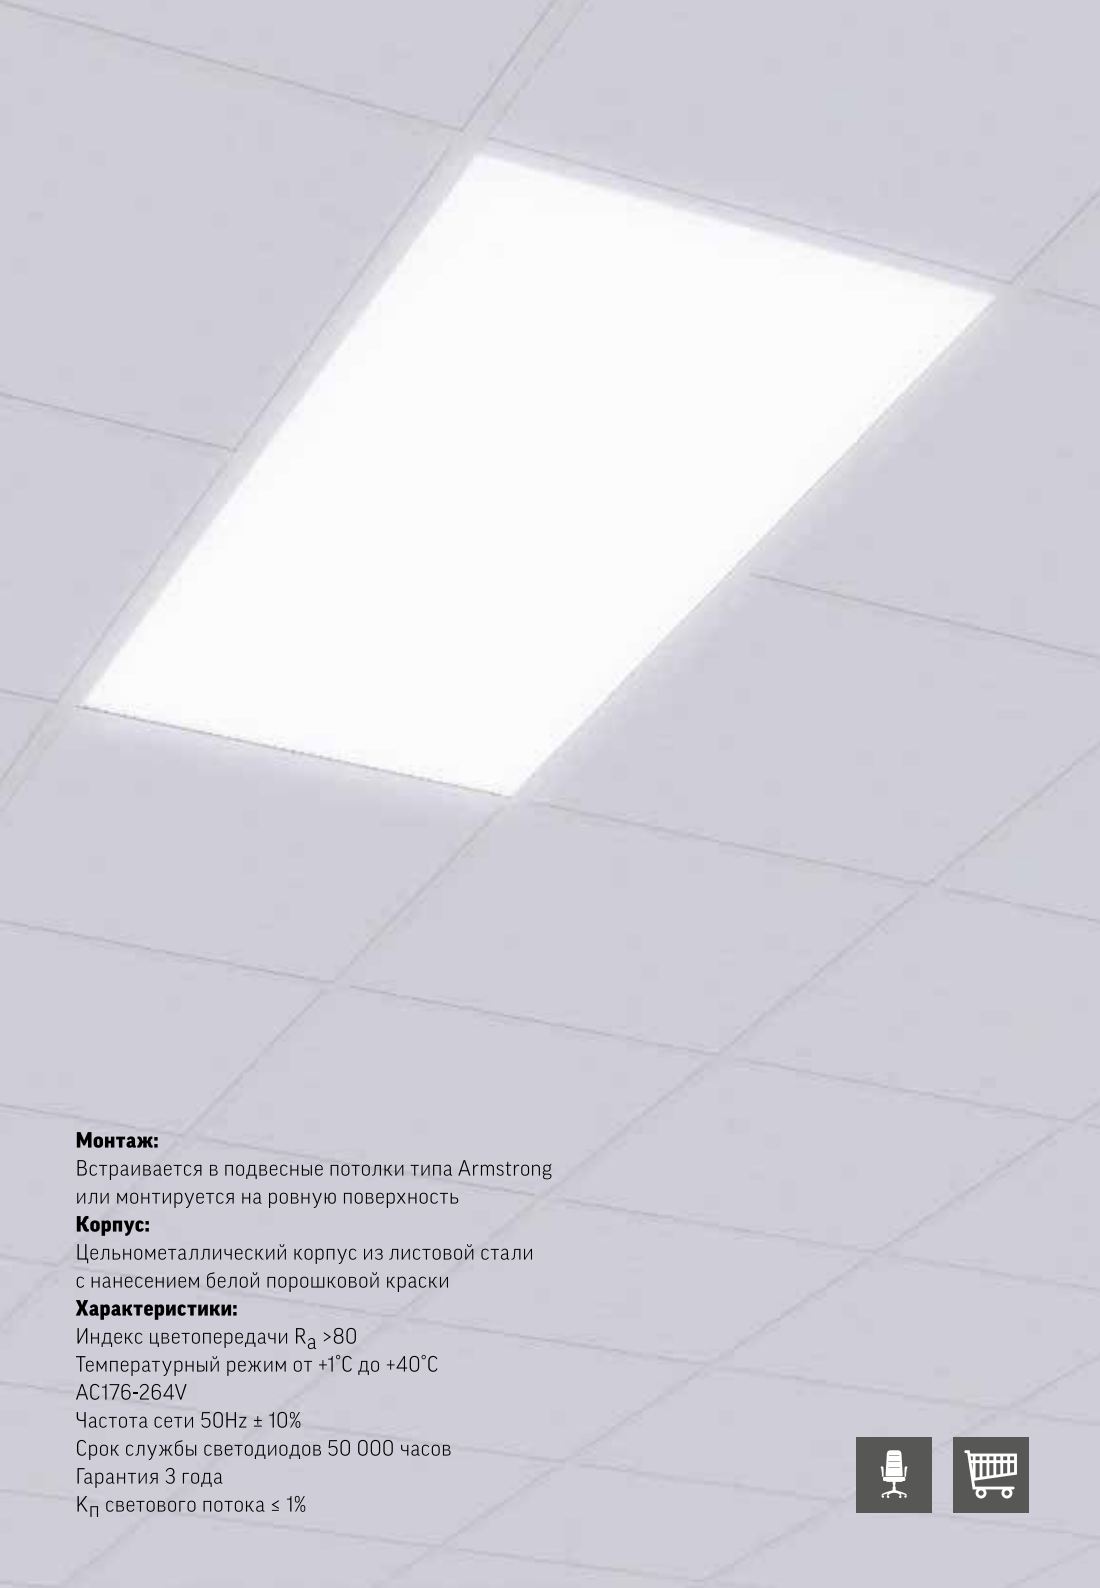 Монтаж:
Встраивается в подвесные потолки типа Armstrong
или монтируется на ровную поверхность
Корпус:
Цельнометаллический корпус из листовой стали
с нанесением белой порошковой краски
Характеристики:
Индекс цветопередачи Ra >80
Температурный режим от +1°C до +40°C
AC176-264V
Частота сети 50Hz ± 10%
Срок службы светодиодов 50 000 часов
Гарантия 3 года
Кп светового потока ≤ 1%